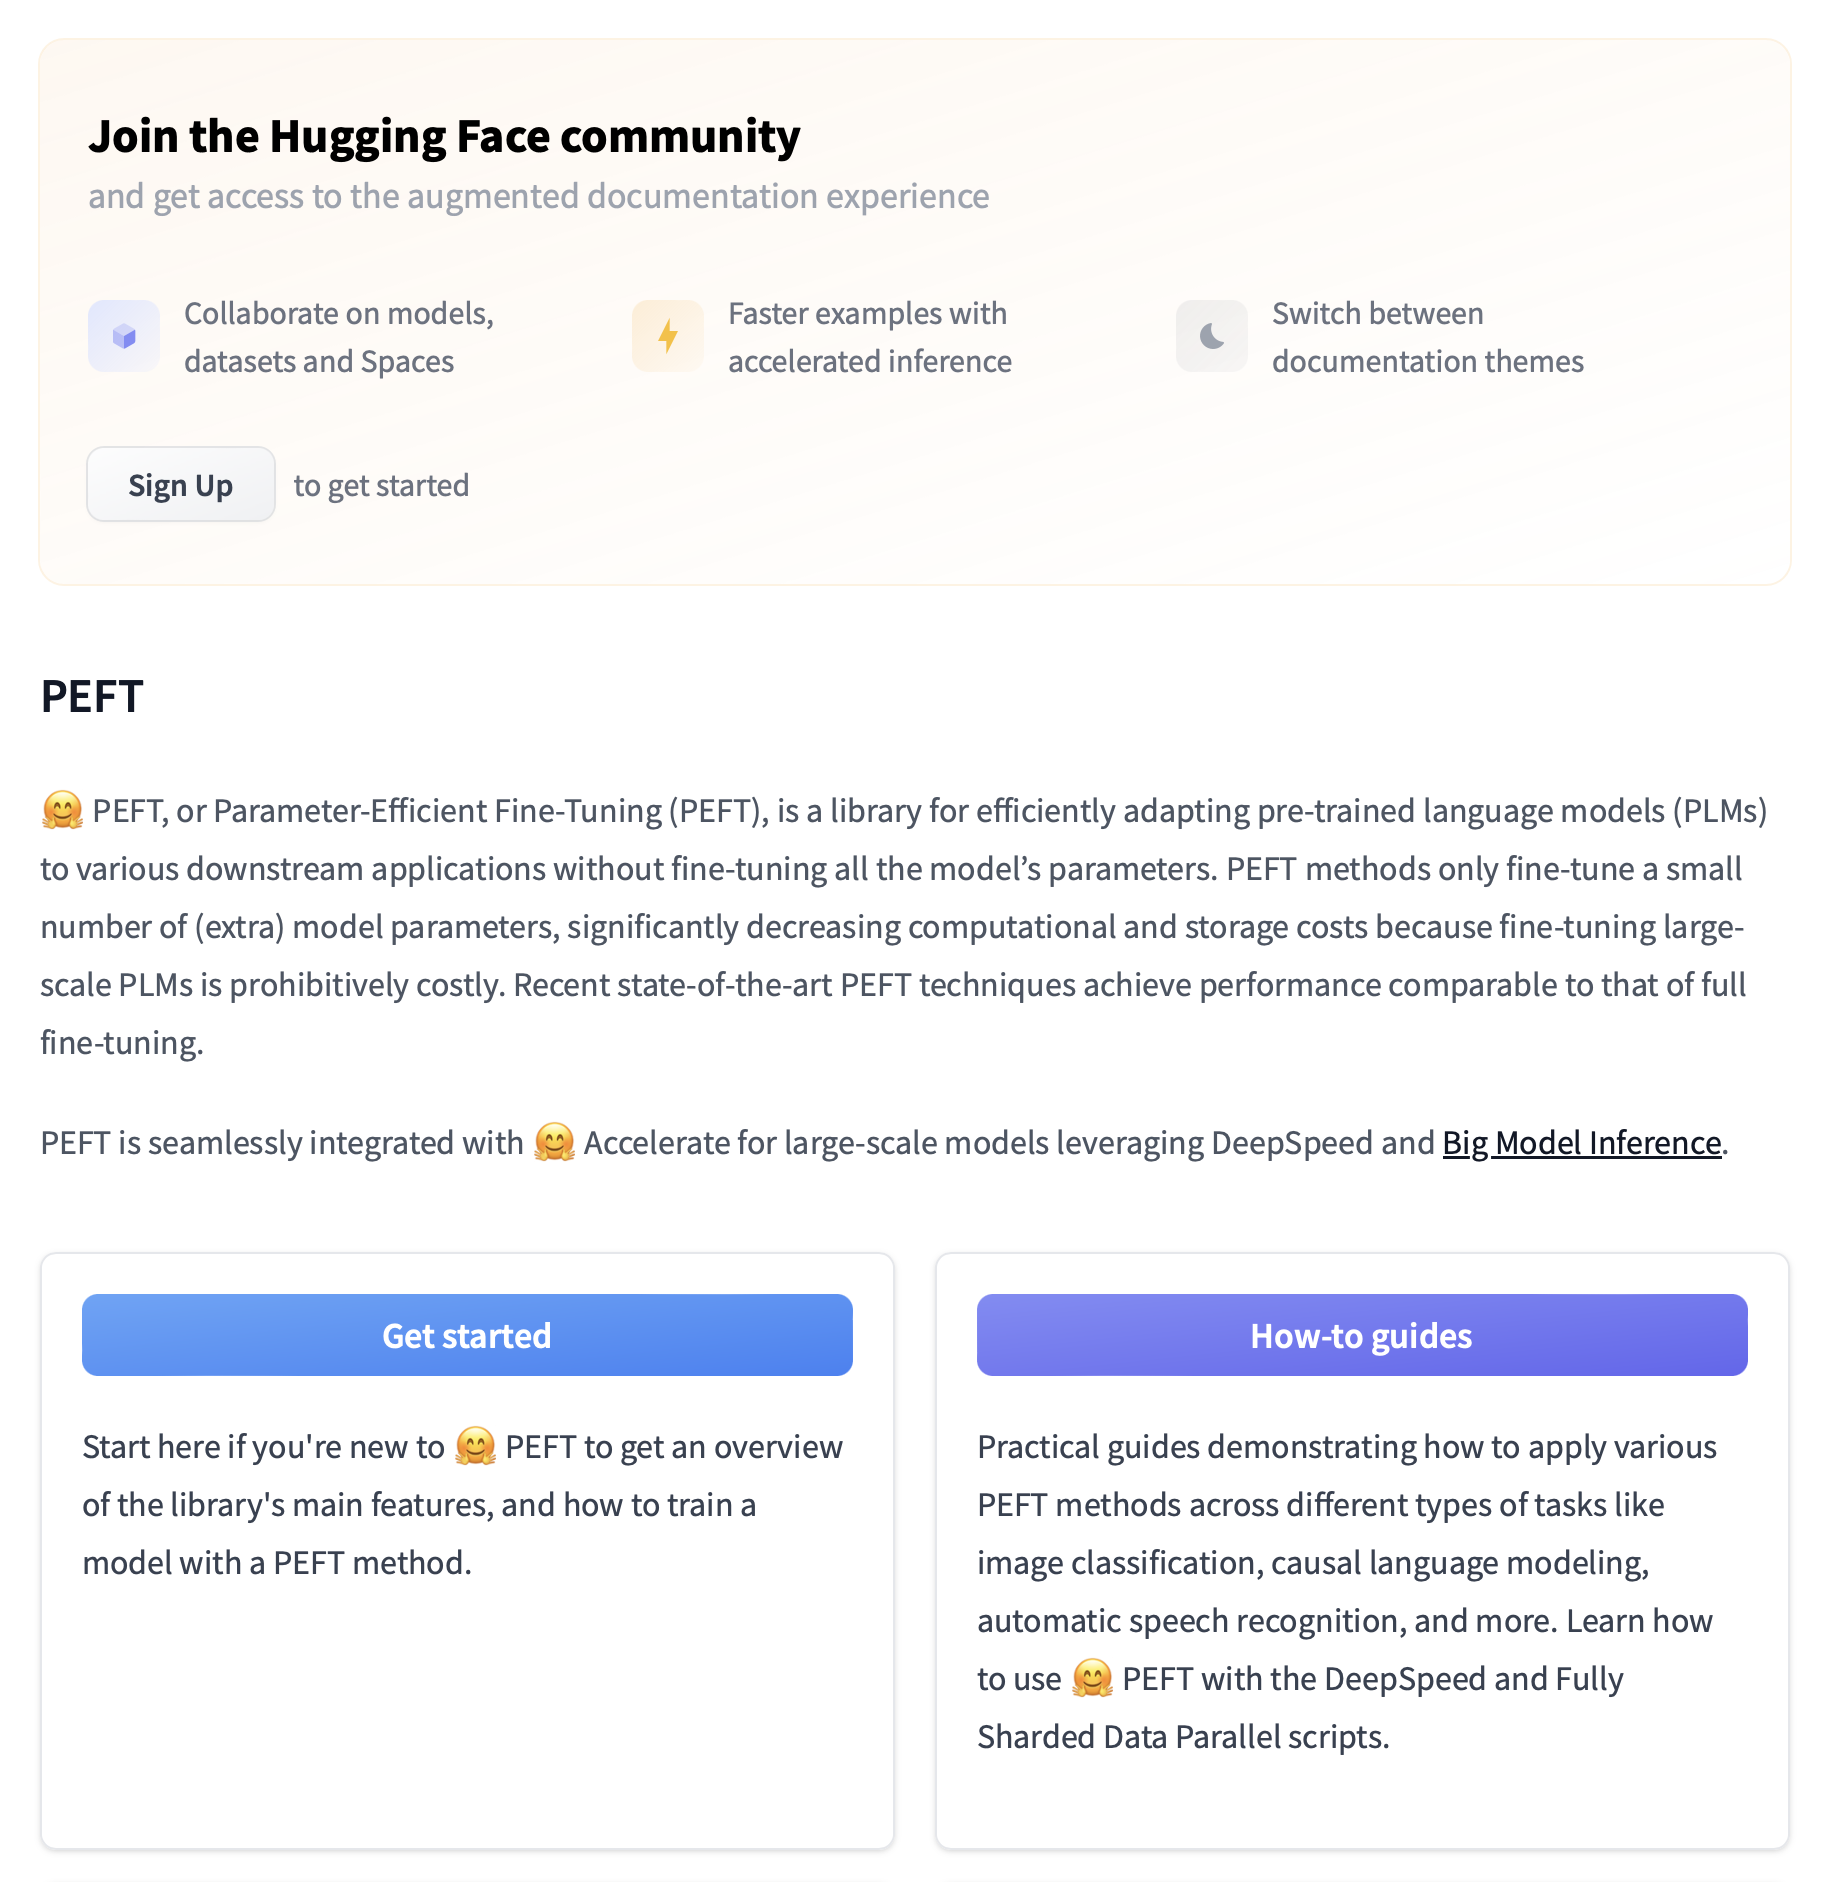 Join the Hugging Face community
and get access to the augmented documentation experience
Collaborate on models,
datasets and Spaces
Faster examples with
accelerated inference
Switch between
documentation themes
Sign Up to get started
PEFT
🤗 PEFT, or Parameter-Efficient Fine-Tuning (PEFT), is a library for efficiently adapting pre-trained language models (PLMs)
to various downstream applications without fine-tuning all the model’s parameters. PEFT methods only fine-tune a small
number of (extra) model parameters, significantly decreasing computational and storage costs because fine-tuning large-
scale PLMs is prohibitively costly. Recent state-of-the-art PEFT techniques achieve performance comparable to that of full
fine-tuning.
PEFT is seamlessly integrated with 🤗 Accelerate for large-scale models leveraging DeepSpeed and Big Model Inference.
Get started
Start here if you're new to 🤗 PEFT to get an overview
of the library's main features, and how to train a
model with a PEFT method.
How-to guides
Practical guides demonstrating how to apply various
PEFT methods across different types of tasks like
image classification, causal language modeling,
automatic speech recognition, and more. Learn how
to use 🤗 PEFT with the DeepSpeed and Fully
Sharded Data Parallel scripts.